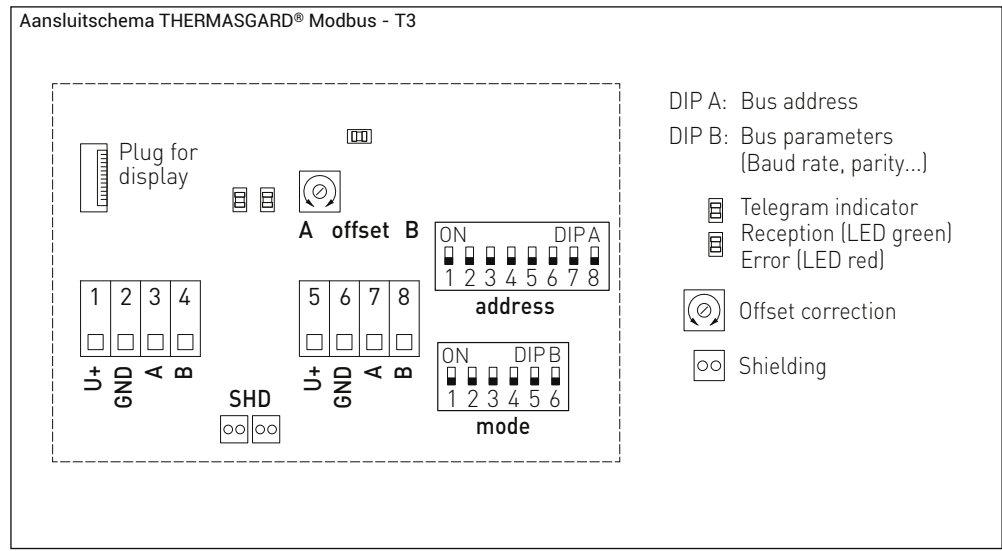 Aansluitschema THERMASGARD® Modbus - T3
Plug for
display
A offset B
ON DIP A
1 2 3 4 5 6 7 8
address
1 2 3 4
U+ GND A B
5 6 7 8
U+ GND A B
SHD
ON DIP B
1 2 3 4 5 6
mode
DIP A: Bus address
DIP B: Bus parameters
(Baud rate, parity...)
Telegram indicator
Reception (LED green)
Error (LED red)
Offset correction
Shielding